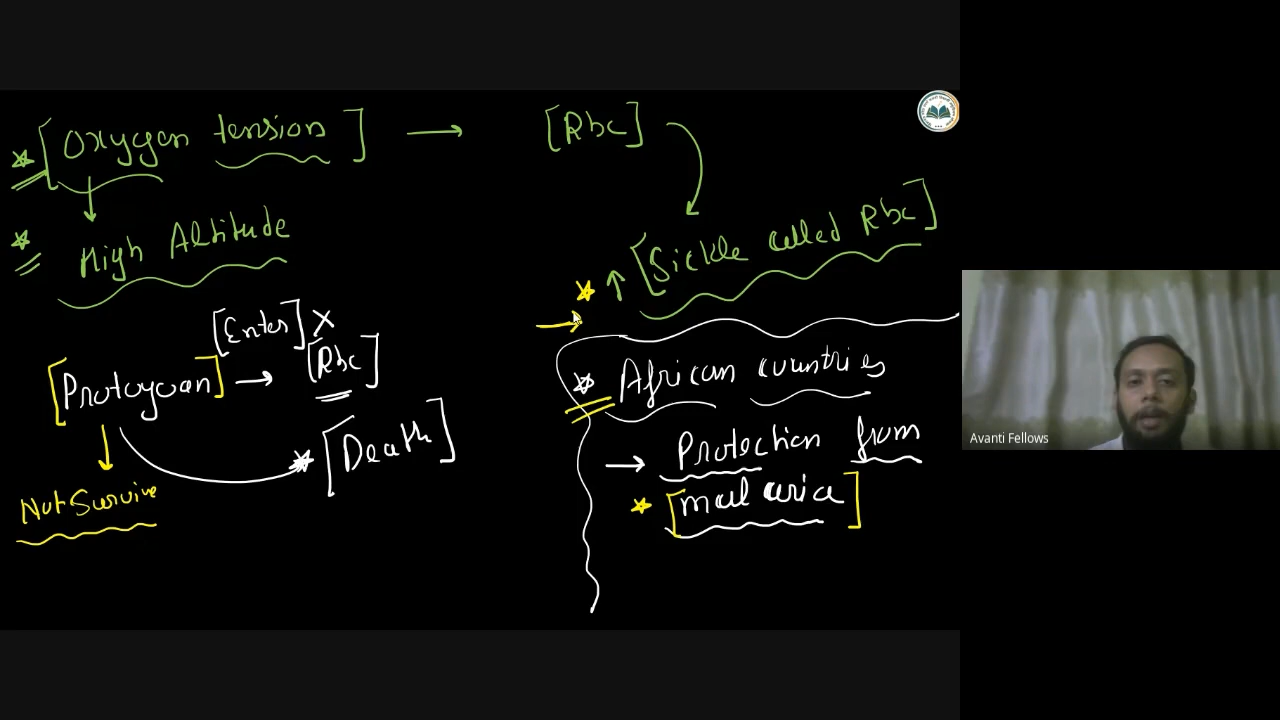 [Oxygen tension] → [Rbc]
High Altitude
↑ [Sickle celled Rbc]
[Enter] X
[Protozoan] → [Rbc]
African countries
[Death]
→ Protection from
Not Survive
[malaria]
Avanti Fellows